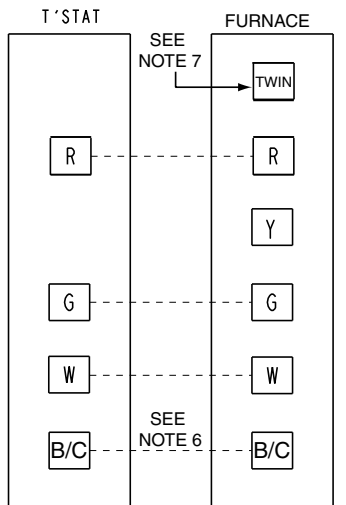 T'STAT
FURNACE
SEE
NOTE 7
TWIN
R
R
Y
G
G
W
W
SEE
NOTE 6
B/C
B/C